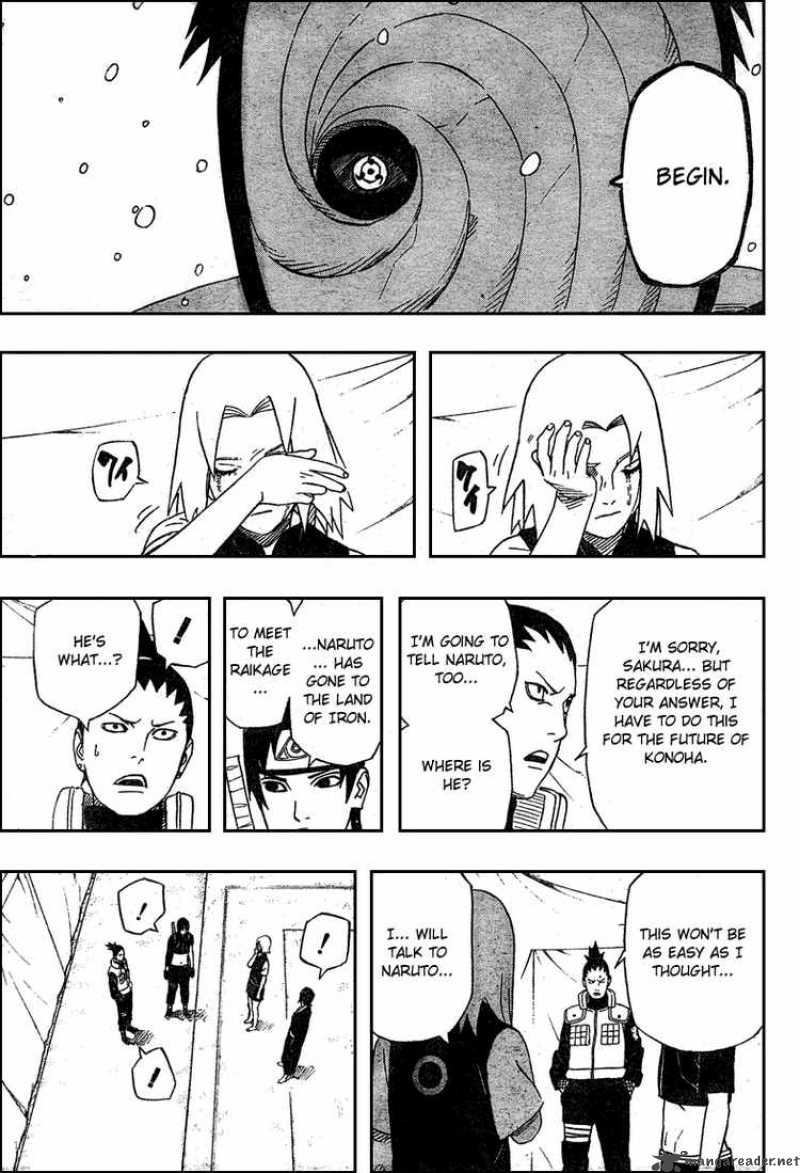 BEGIN.
グイ
グイ
I'M SORRY,
SAKURA... BUT
REGARDLESS OF
YOUR ANSWER, I
HAVE TO DO THIS
FOR THE FUTURE OF
KONOHA.
I'M GOING TO
TELL NARUTO,
TOO...
WHERE IS
HE?
...NARUTO
... HAS
GONE TO
THE LAND
OF IRON.
TO MEET
THE
RAIKAGE
...
!
HE'S
WHAT...?
THIS WON'T BE
AS EASY AS I
THOUGHT...
I... WILL
TALK TO
NARUTO...
!
!
!
mangareader.net